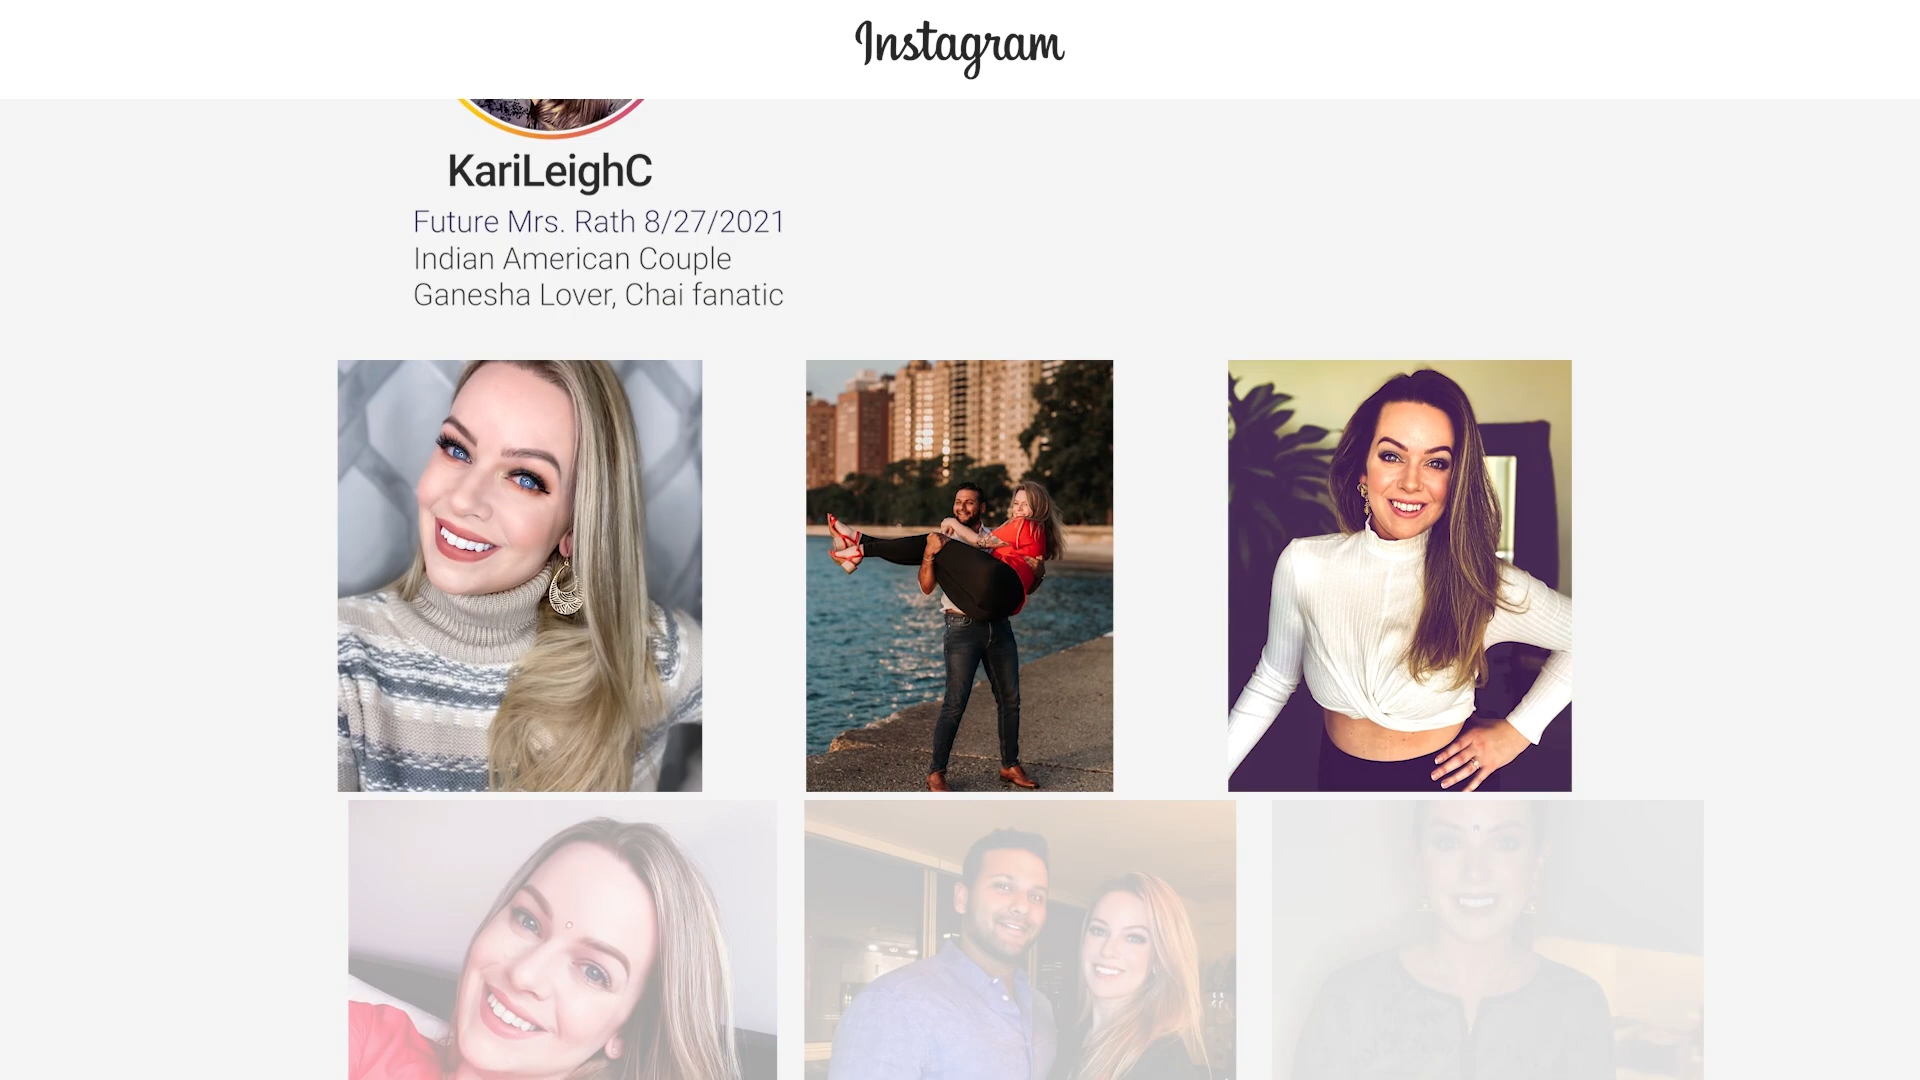 Instagram
KariLeighC
Future Mrs. Rath 8/27/2021
Indian American Couple
Ganesha Lover, Chai fanatic